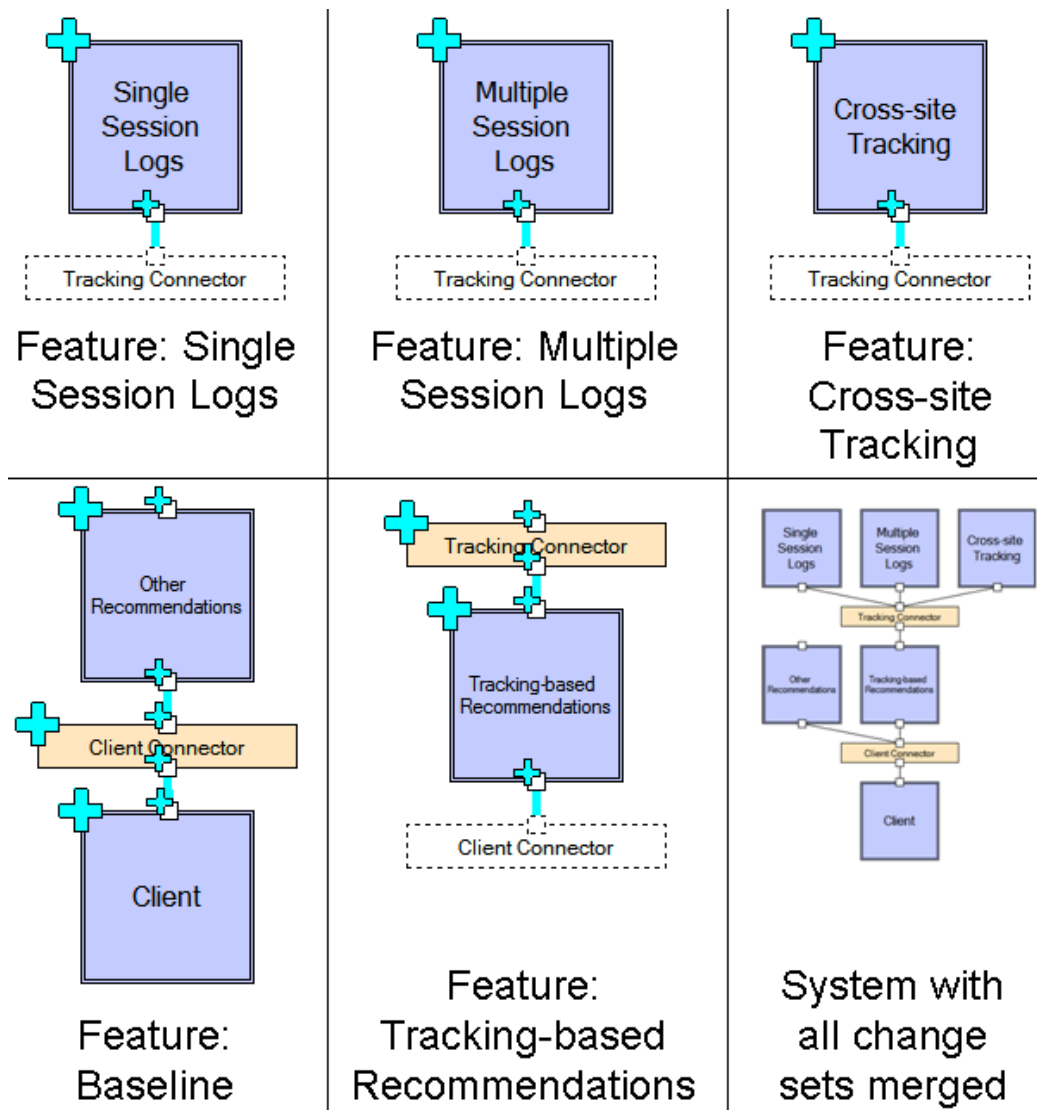 Single
Session
Logs
Tracking Connector
Feature: Single
Session Logs
Multiple
Session
Logs
Tracking Connector
Feature: Multiple
Session Logs
Cross-site
Tracking
Tracking Connector
Feature:
Cross-site
Tracking
Other
Recommendations
Client Connector
Client
Feature:
Baseline
Tracking Connector
Tracking-based
Recommendations
Client Connector
Feature:
Tracking-based
Recommendations
Single
Session
Logs
Multiple
Session
Logs
Cross-site
Tracking
Tracking Connector
Other
Recommendations
Tracking-based
Recommendations
Client Connector
Client
System with
all change
sets merged